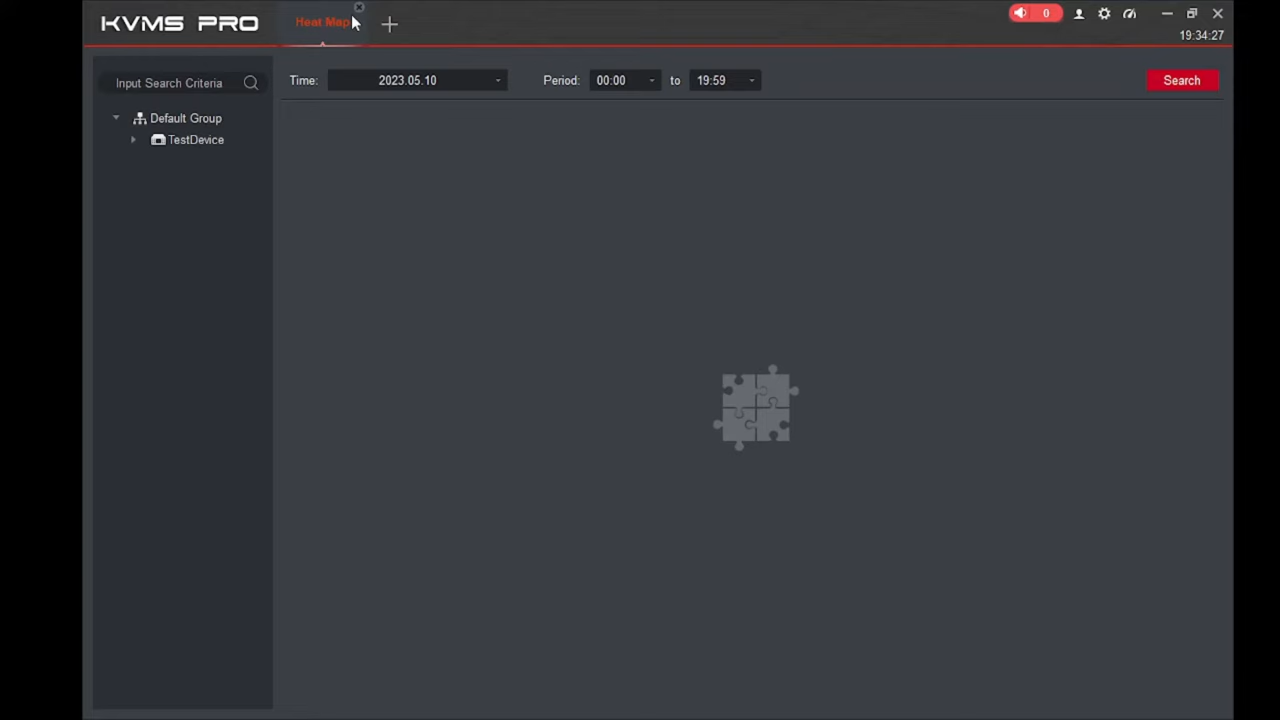 KVMS PRO
Heat Map
0
19:34:27
Input Search Criteria
Time: 2023.05.10 Period: 00:00 to 19:59 Search
Default Group
TestDevice